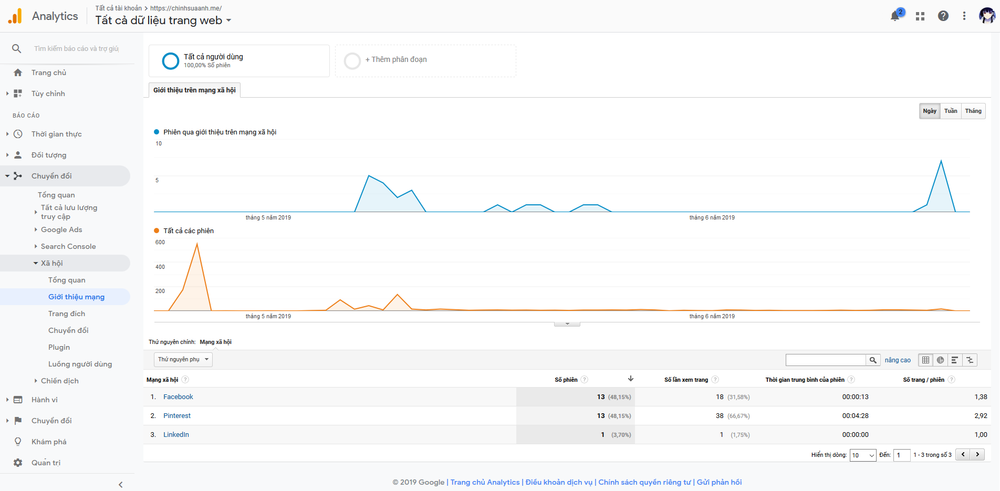 Analytics
Tất cả tài khoản > https://chinhsuaanh.me/
Tất cả dữ liệu trang web
2
Tìm kiếm báo cáo và trợ giúp
Trang chủ
Tùy chỉnh
BÁO CÁO
Thời gian thực
Đối tượng
Chuyển đổi
Tổng quan
Tất cả lưu lượng
truy cập
Google Ads
Search Console
Xã hội
Tổng quan
Giới thiệu mạng
Trang đích
Chuyển đổi
Plugin
Luồng người dùng
Chiến dịch
Hành vi
Chuyển đổi
Khám phá
Quản trị
Tất cả người dùng
100,00% Số phiên
+ Thêm phân đoạn
Giới thiệu trên mạng xã hội
Ngày Tuần Tháng
Phiên qua giới thiệu trên mạng xã hội
10
5
tháng 5 năm 2019 tháng 6 năm 2019
Tất cả các phiên
600
400
200
tháng 5 năm 2019 tháng 6 năm 2019
Thứ nguyên chính: Mạng xã hội
Thứ nguyên phụ
nâng cao
Mạng xã hội ? Số phiên ? Số lần xem trang ? Thời gian trung bình của phiên ? Số trang / phiên ?
1. Facebook 13 (48,15%) 18 (31,58%) 00:00:13 1,38
2. Pinterest 13 (48,15%) 38 (66,67%) 00:04:28 2,92
3. LinkedIn 1 (3,70%) 1 (1,75%) 00:00:00 1,00
Hiển thị dòng: 10 Đến: 1 1 - 3 trong số 3
© 2019 Google | Trang chủ Analytics | Điều khoản dịch vụ | Chính sách quyền riêng tư | Gửi phản hồi